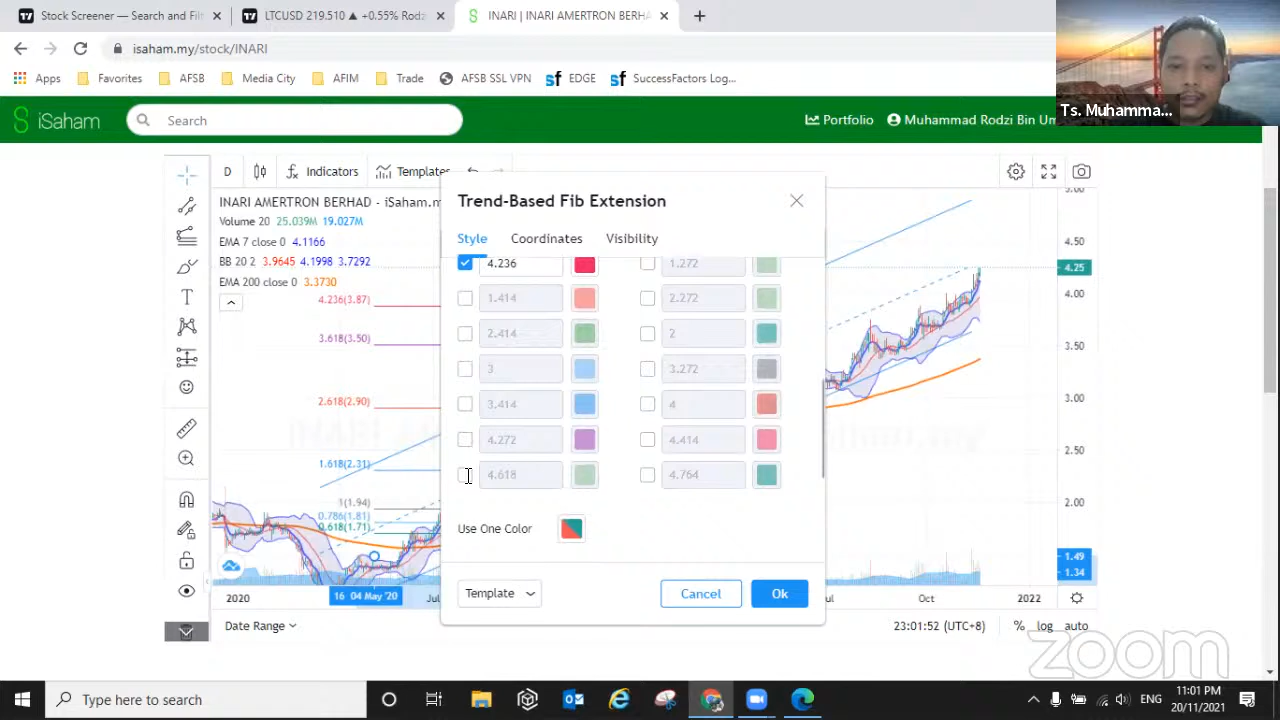 Stock Screener — Search and Filt
LTCUSD 219.510 ▲ +0.55% Rodz
INARI | INARI AMERTRON BERHA
isaham.my/stock/INARI
Apps
Favorites
AFSB
Media City
AFIM
Trade
AFSB SSL VPN
EDGE
SuccessFactors Log...
Ts. Muhamma...
iSaham
Search
Portfolio
Muhammad Rodzi Bin Um
D
Indicators
Templates
INARI AMERTRON BERHAD - iSaham.m
Volume 20 25.039M 19.027M
EMA 7 close 0 4.1166
BB 20 2 3.9645 4.1998 3.7292
EMA 200 close 0 3.3730
4.236(3.87)
3.618(3.50)
2.618(2.90)
1.618(2.31)
1(1.94)
0.786(1.81)
0.618(1.71)
Trend-Based Fib Extension
Style
Coordinates
Visibility
4.236
1.272
1.414
2.272
2.414
2
3
3.272
3.414
4
4.272
4.414
4.618
4.764
Use One Color
Template
Cancel
Ok
5.00
4.50
4.25
4.00
3.50
3.00
2.50
2.00
1.49
1.34
2020
16 04 May '20
Jul
ul
Oct
2022
Date Range
23:01:52 (UTC+8)
%
log
auto
zoom
Type here to search
ENG
11:01 PM
20/11/2021